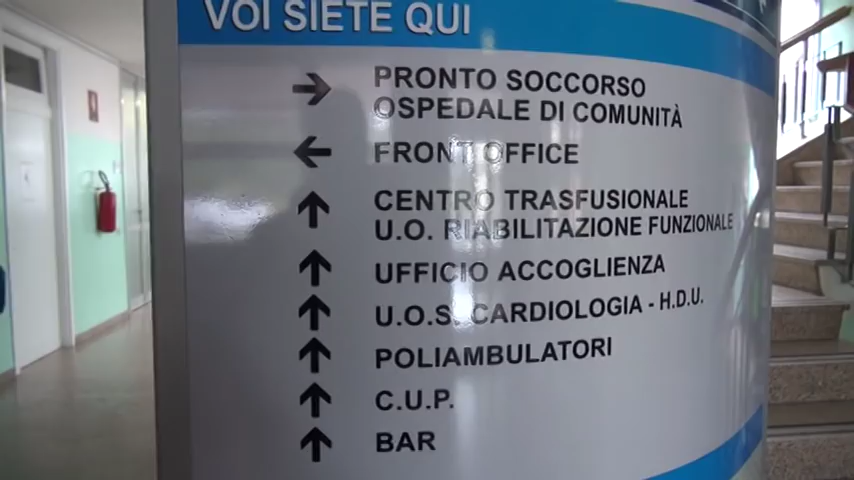 VOI SIETE QUI
PRONTO SOCCORSO
OSPEDALE DI COMUNITÀ
FRONT OFFICE
CENTRO TRASFUSIONALE
U.O. RIABILITAZIONE FUNZIONALE
UFFICIO ACCOGLIENZA
U.O.S. CARDIOLOGIA - H.D.U.
POLIAMBULATORI
C.U.P.
BAR